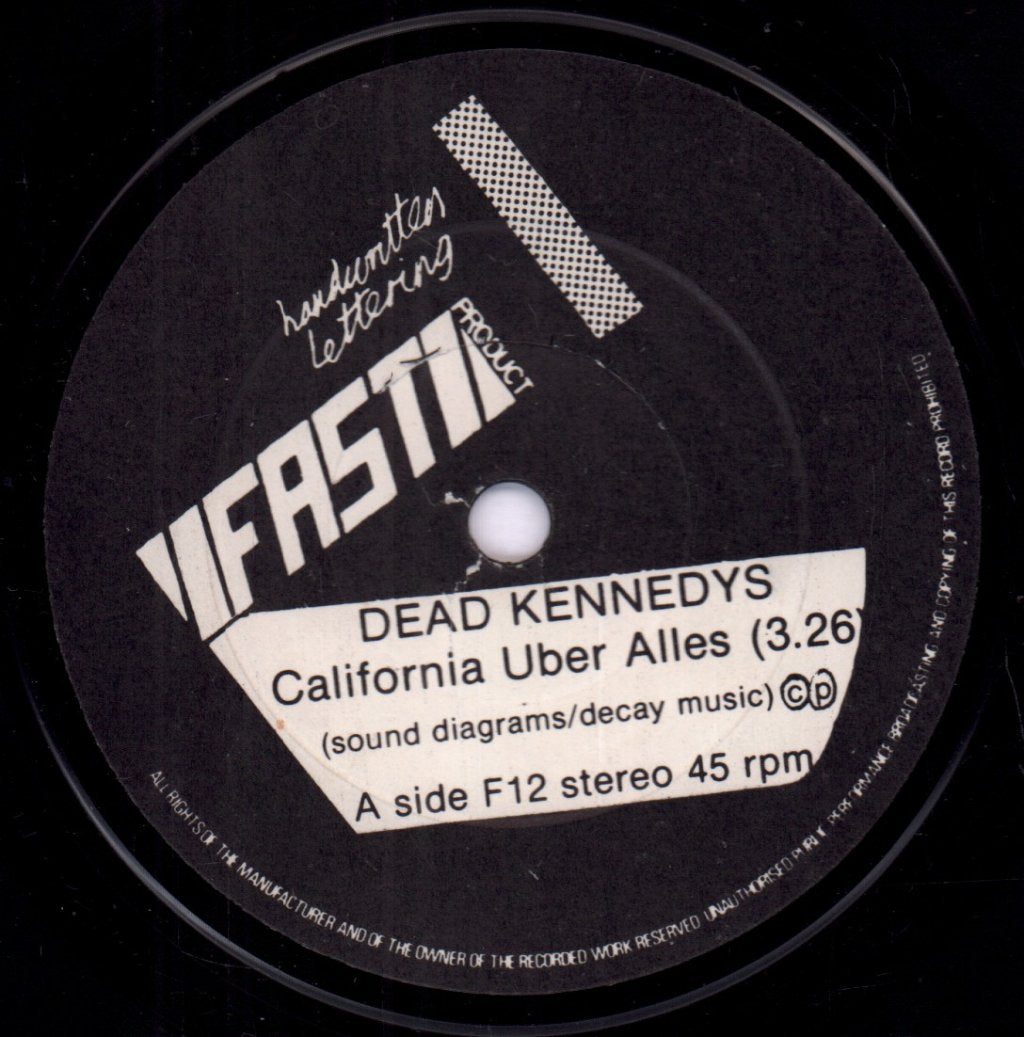 handwritten
lettering
FAST
PRODUCT
DEAD KENNEDYS
California Uber Alles (3.26)
(sound diagrams/decay music) ©℗
A side F12 stereo 45 rpm
ALL RIGHTS OF THE MANUFACTURER AND OF THE OWNER OF THE RECORDED WORK RESERVED UNAUTHORISED PUBLIC PERFORMANCE BROADCASTING AND COPYING OF THIS RECORD PROHIBITED